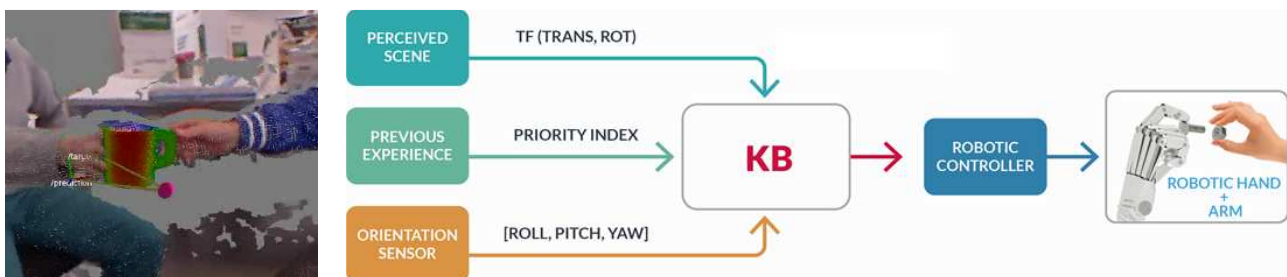 /prediction
PERCEIVED
SCENE
TF (TRANS, ROT)
PREVIOUS
EXPERIENCE
PRIORITY INDEX
ORIENTATION
SENSOR
[ROLL, PITCH, YAW]
KB
ROBOTIC
CONTROLLER
ROBOTIC HAND
+
ARM